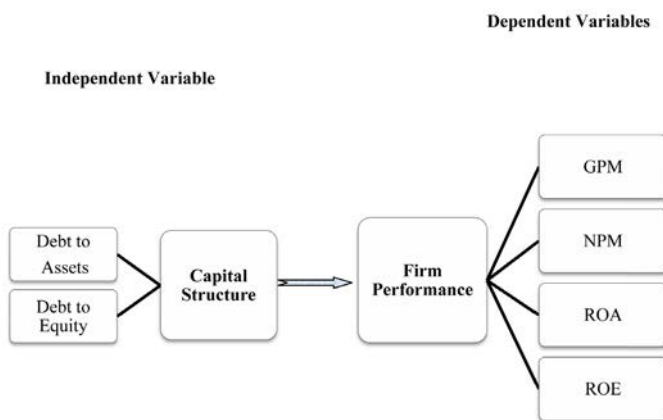 Dependent Variables
Independent Variable
GPM
NPM
ROA
ROE
Debt to
Assets
Debt to
Equity
Capital
Structure
Firm
Performance